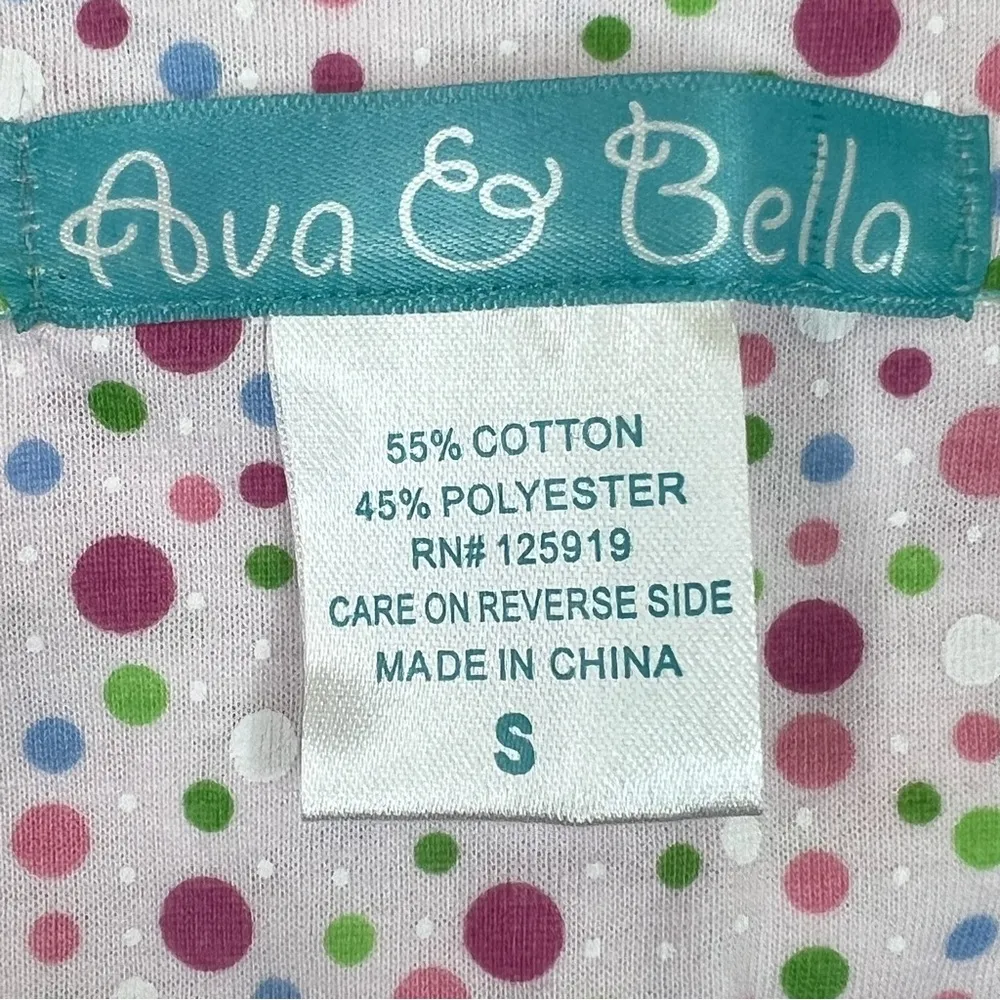 Ava & Bella
55% COTTON
45% POLYESTER
RN# 125919
CARE ON REVERSE SIDE
MADE IN CHINA
S